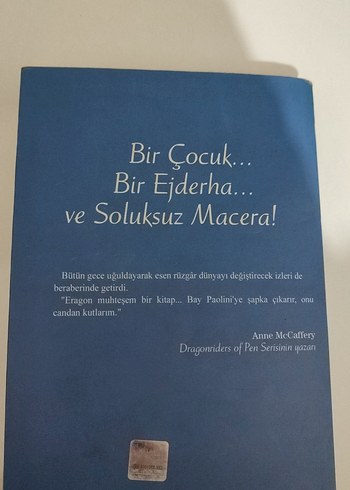 Bir Çocuk...
Bir Ejderha...
ve Soluksuz Macera!
Bütün gece uğuldayarak esen rüzgâr dünyayı değiştirecek izleri de
beraberinde getirdi.
"Eragon muhteşem bir kitap... Bay Paolini'ye şapka çıkarır, onu
candan kutlarım."
Anne McCaffery
Dragonriders of Pen Serisinin yazarı